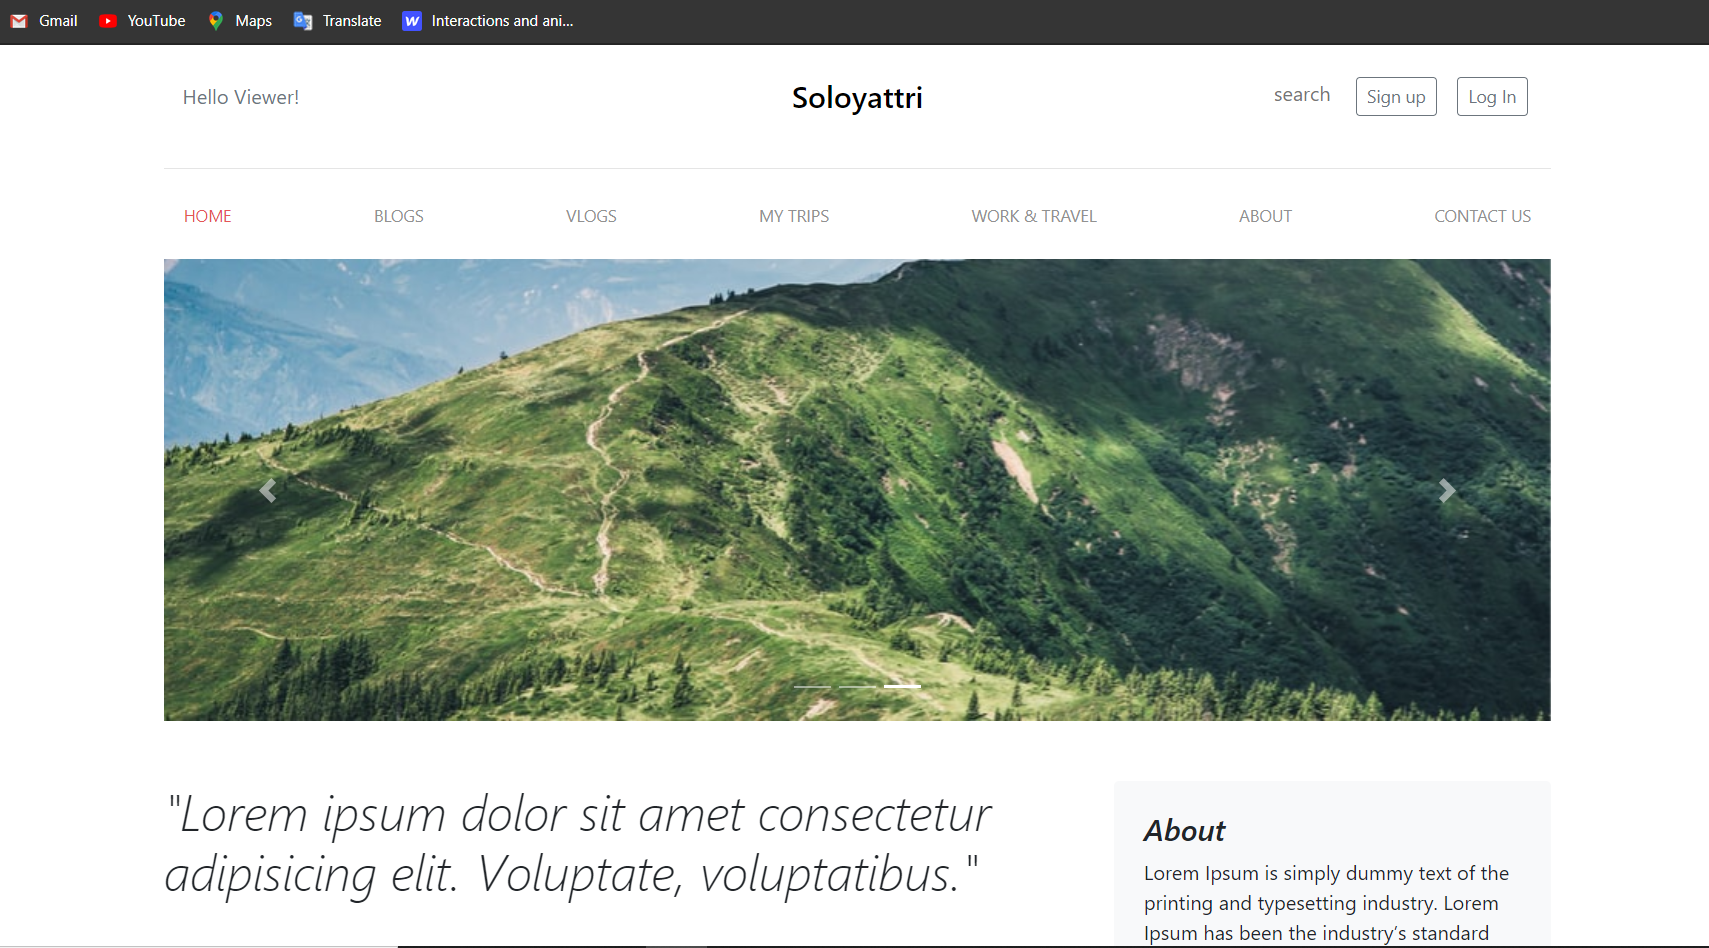 Gmail YouTube Maps Translate Interactions and ani...
Hello Viewer! Soloyattri search Sign up Log In
HOME BLOGS VLOGS MY TRIPS WORK & TRAVEL ABOUT CONTACT US
"Lorem ipsum dolor sit amet consectetur
adipisicing elit. Voluptate, voluptatibus."
About
Lorem Ipsum is simply dummy text of the
printing and typesetting industry. Lorem
Ipsum has been the industry's standard